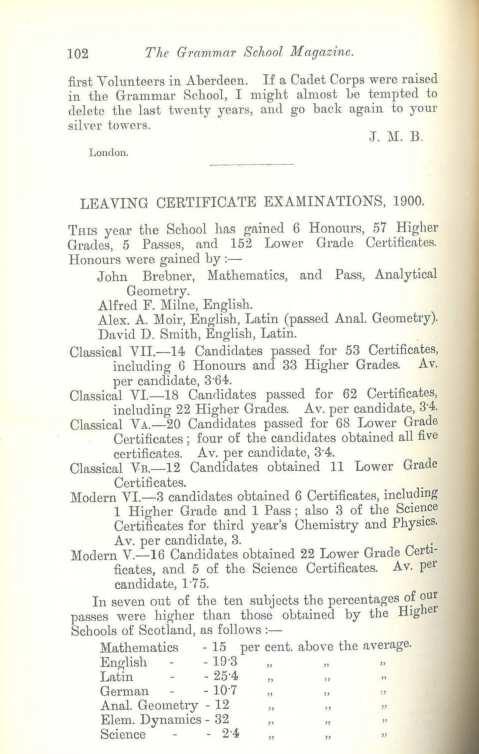 102 The Grammar School Magazine.
first Volunteers in Aberdeen. If a Cadet Corps were raised
in the Grammar School, I might almost be tempted to
delete the last twenty years, and go back again to your
silver towers.
J. M. B.
London.
LEAVING CERTIFICATE EXAMINATIONS, 1900.
THIS year the School has gained 6 Honours, 57 Higher
Grades, 5 Passes, and 152 Lower Grade Certificates.
Honours were gained by :—
John Brebner, Mathematics, and Pass, Analytical
Geometry.
Alfred F. Milne, English.
Alex. A. Moir, English, Latin (passed Anal. Geometry).
David D. Smith, English, Latin.
Classical VII.—14 Candidates passed for 53 Certificates,
including 6 Honours and 33 Higher Grades. Av.
per candidate, 3·64.
Classical VI.—18 Candidates passed for 62 Certificates,
including 22 Higher Grades. Av. per candidate, 3·4.
Classical VA.—20 Candidates passed for 68 Lower Grade
Certificates ; four of the candidates obtained all five
certificates. Av. per candidate, 3·4.
Classical VB.—12 Candidates obtained 11 Lower Grade
Certificates.
Modern VI.—3 candidates obtained 6 Certificates, including
1 Higher Grade and 1 Pass ; also 3 of the Science
Certificates for third year's Chemistry and Physics.
Av. per candidate, 3.
Modern V.—16 Candidates obtained 22 Lower Grade Certi-
ficates, and 5 of the Science Certificates. Av. per
candidate, 1·75.
In seven out of the ten subjects the percentages of our
passes were higher than those obtained by the Higher
Schools of Scotland, as follows :—
Mathematics - 15 per cent. above the average.
English - - 19·3 „ „ „
Latin - - 25·4 „ „ „
German - - 10·7 „ „ „
Anal. Geometry - 12 „ „ „
Elem. Dynamics - 32 „ „ „
Science - - 2·4 „ „ „